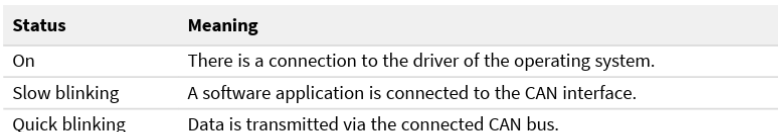 Status Meaning
On There is a connection to the driver of the operating system.
Slow blinking A software application is connected to the CAN interface.
Quick blinking Data is transmitted via the connected CAN bus.